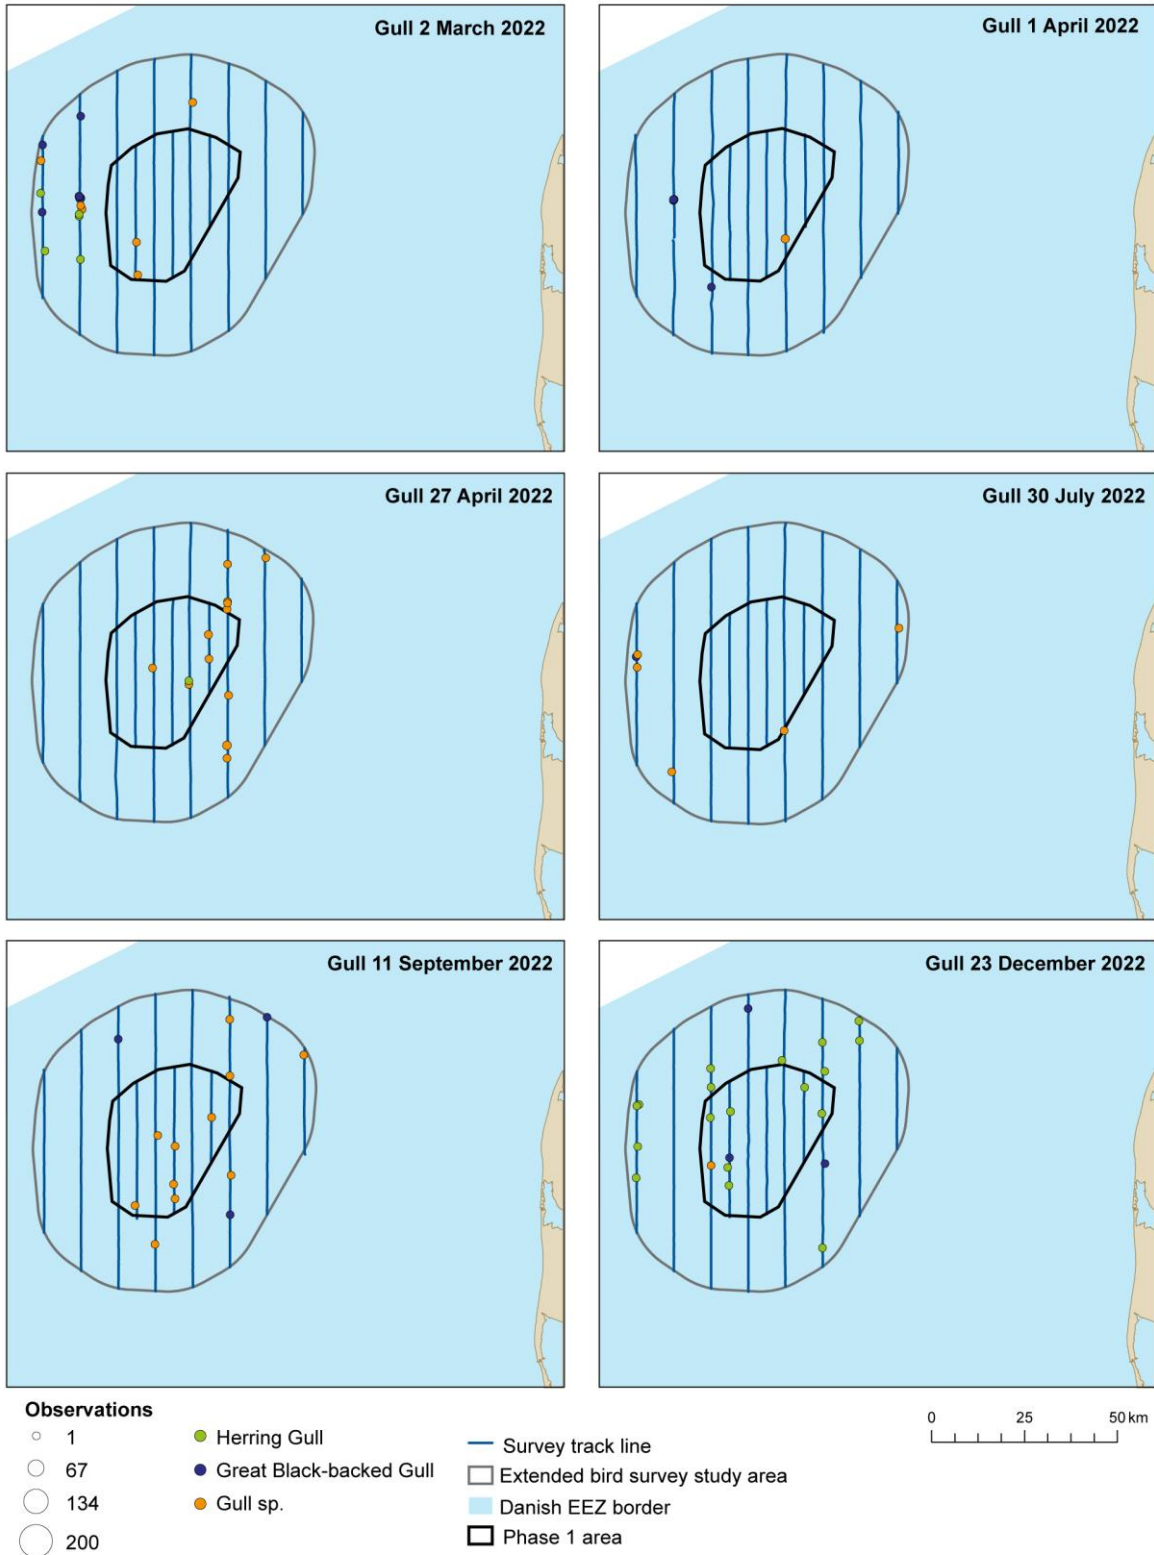 Gull 2 March 2022
Gull 1 April 2022
Gull 27 April 2022
Gull 30 July 2022
Gull 11 September 2022
Gull 23 December 2022
Observations
1
67
134
200
Herring Gull
Great Black-backed Gull
Gull sp.
Survey track line
Extended bird survey study area
Danish EEZ border
Phase 1 area
0 25 50 km